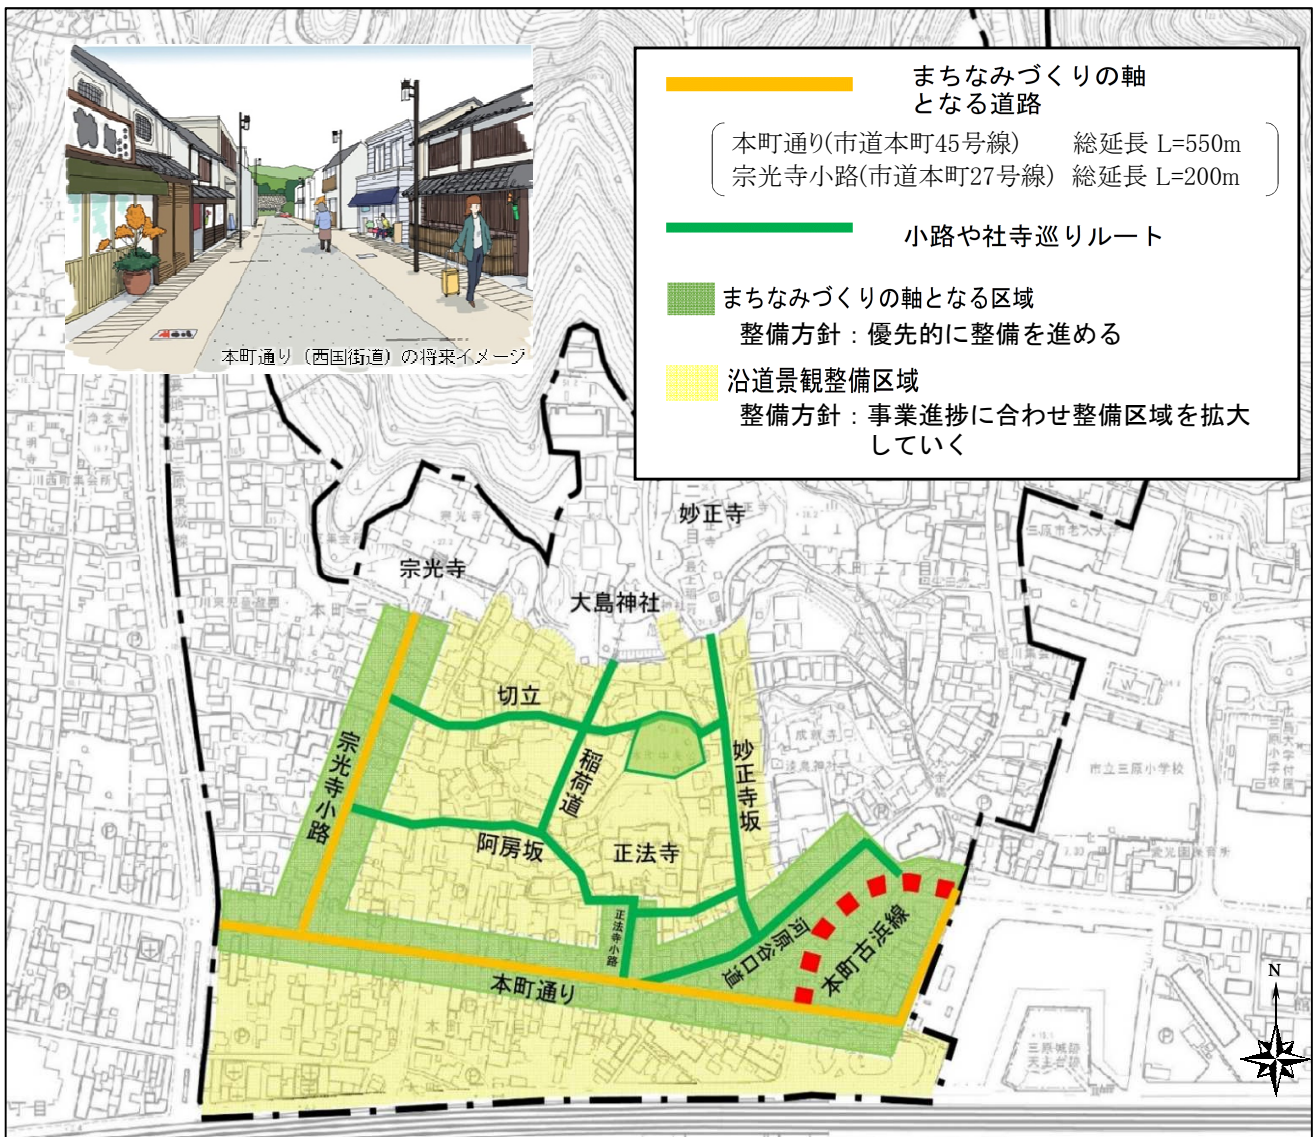 まちなみづくりの軸
となる道路
本町通り(市道本町45号線) 総延長 L=550m
宗光寺小路(市道本町27号線) 総延長 L=200m
小路や社寺巡りルート
まちなみづくりの軸となる区域
整備方針：優先的に整備を進める
沿道景観整備区域
整備方針：事業進捗に合わせ整備区域を拡大
していく
本町通り（西国街道）の将来イメージ
妙正寺
宗光寺
大島神社
切立
稲荷道
宗光寺小路
妙正寺坂
阿房坂
正法寺
正法寺小路
河原谷口道
本町古浜線
本町通り
市立三原小学校
三原城跡
天主台跡
N